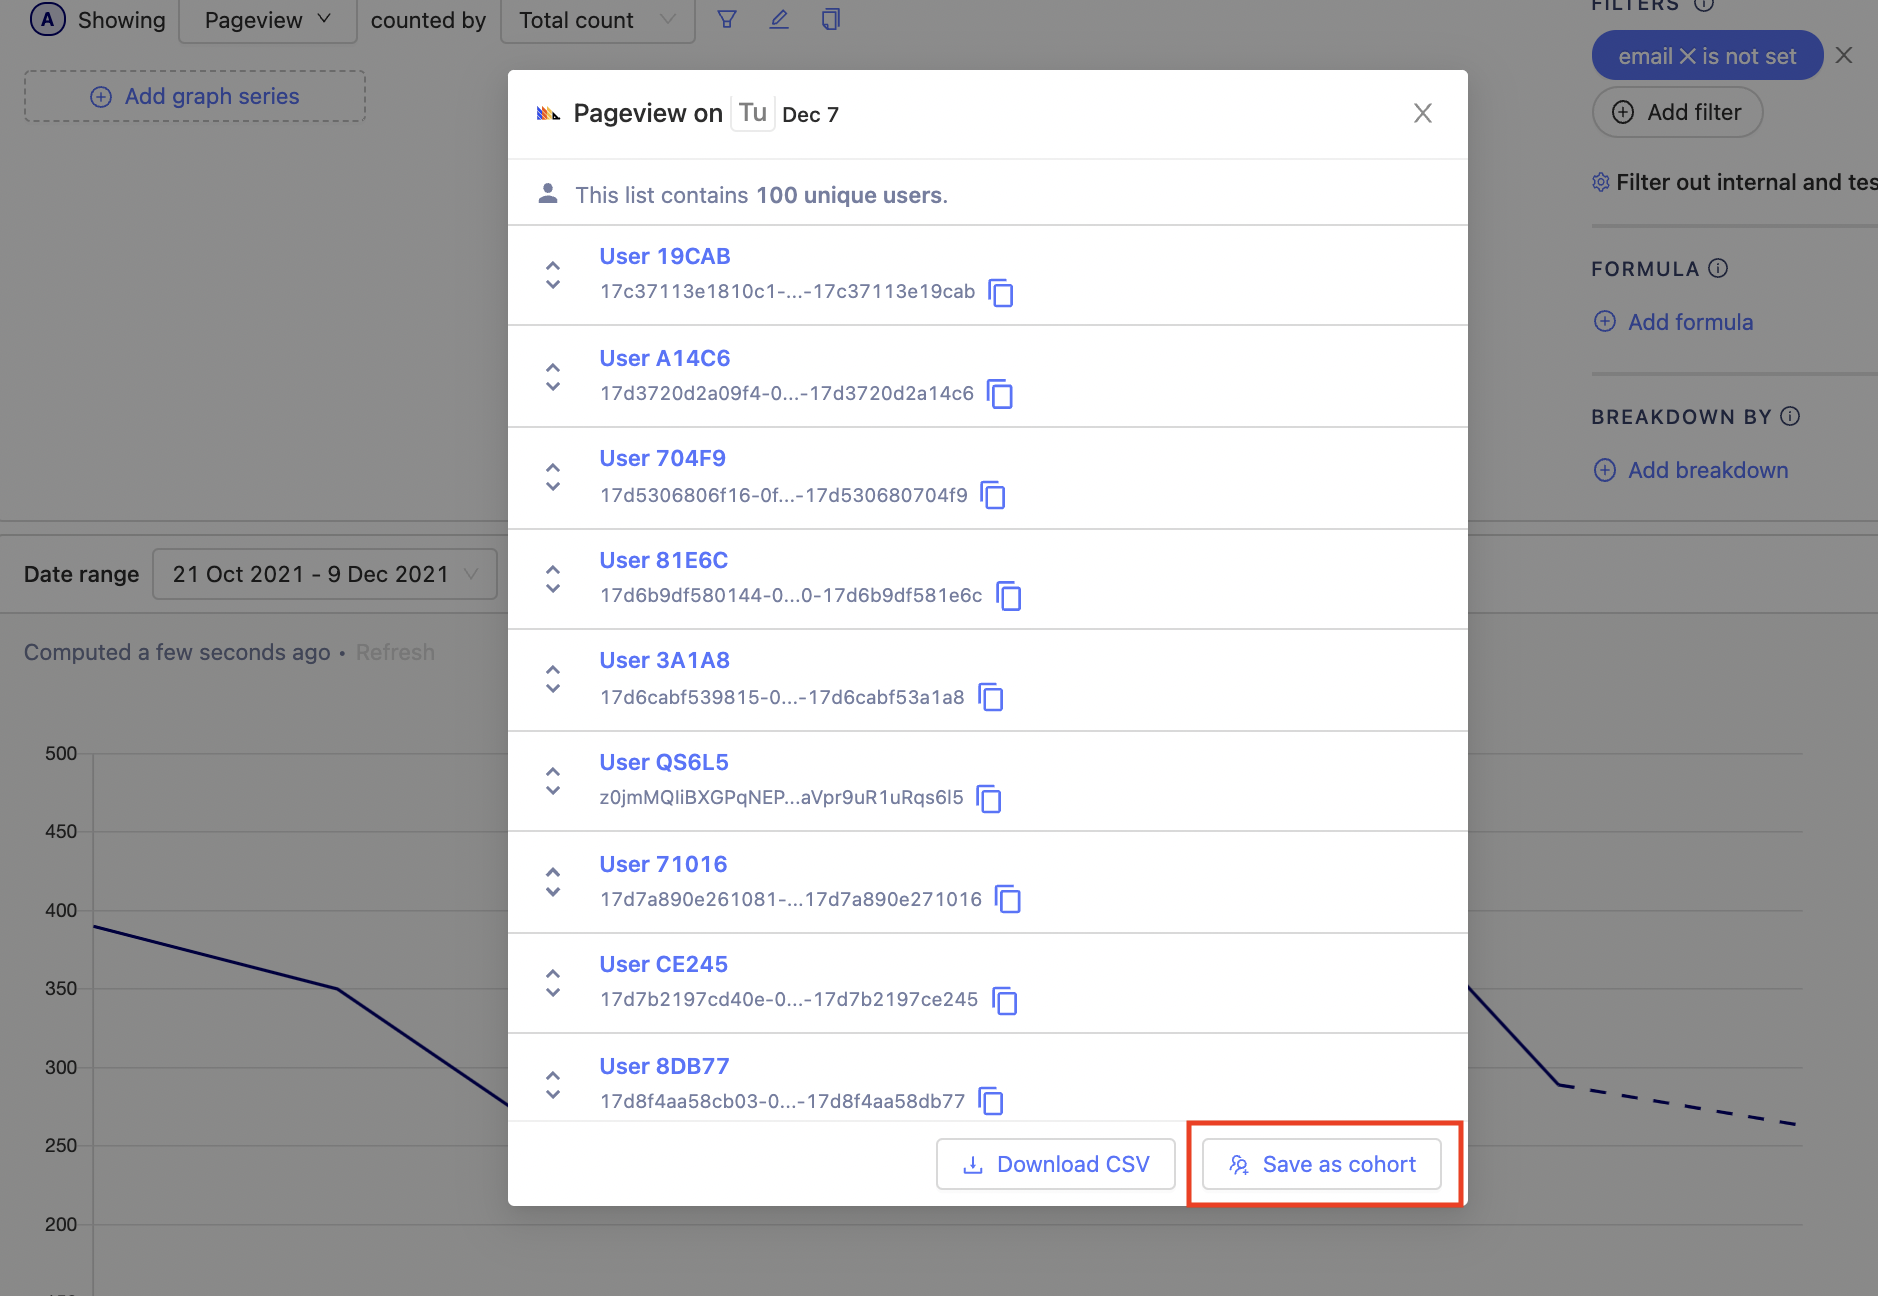 A Showing Pageview counted by Total count
Add graph series
FILTERS
email is not set
Add filter
Filter out internal and tes
FORMULA
Add formula
BREAKDOWN BY
Add breakdown
Date range 21 Oct 2021 - 9 Dec 2021
Computed a few seconds ago • Refresh
500
450
400
350
300
250
200
Pageview on Tu Dec 7
This list contains 100 unique users.
User 19CAB
17c37113e1810c1-...-17c37113e19cab
User A14C6
17d3720d2a09f4-0...-17d3720d2a14c6
User 704F9
17d5306806f16-0f...-17d530680704f9
User 81E6C
17d6b9df580144-0...0-17d6b9df581e6c
User 3A1A8
17d6cabf539815-0...-17d6cabf53a1a8
User QS6L5
z0jmMQIiBXGPqNEP...aVpr9uR1uRqs6l5
User 71016
17d7a890e261081-...17d7a890e271016
User CE245
17d7b2197cd40e-0...-17d7b2197ce245
User 8DB77
17d8f4aa58cb03-0...-17d8f4aa58db77
Download CSV
Save as cohort